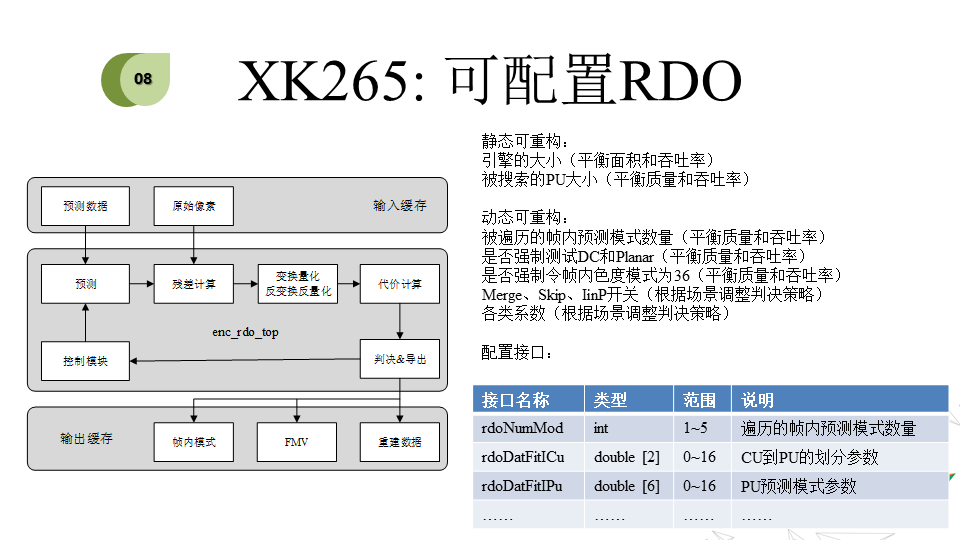 08
XK265: 可配置RDO
静态可重构：
引擎的大小（平衡面积和吞吐率）
被搜索的PU大小（平衡质量和吞吐率）
动态可重构：
被遍历的帧内预测模式数量（平衡质量和吞吐率）
是否强制测试DC和Planar（平衡质量和吞吐率）
是否强制令帧内色度模式为36（平衡质量和吞吐率）
Merge、Skip、IinP开关（根据场景调整判决策略）
各类系数（根据场景调整判决策略）
配置接口：
预测数据
原始像素
输入缓存
预测
残差计算
变换量化
反变换反量化
代价计算
enc_rdo_top
控制模块
判决&导出
输出缓存
帧内模式
FMV
重建数据
接口名称 类型 范围 说明
rdoNumMod int 1~5 遍历的帧内预测模式数量
rdoDatFitICu double [2] 0~16 CU到PU的划分参数
rdoDatFitIPu double [6] 0~16 PU预测模式参数
…… …… …… ……